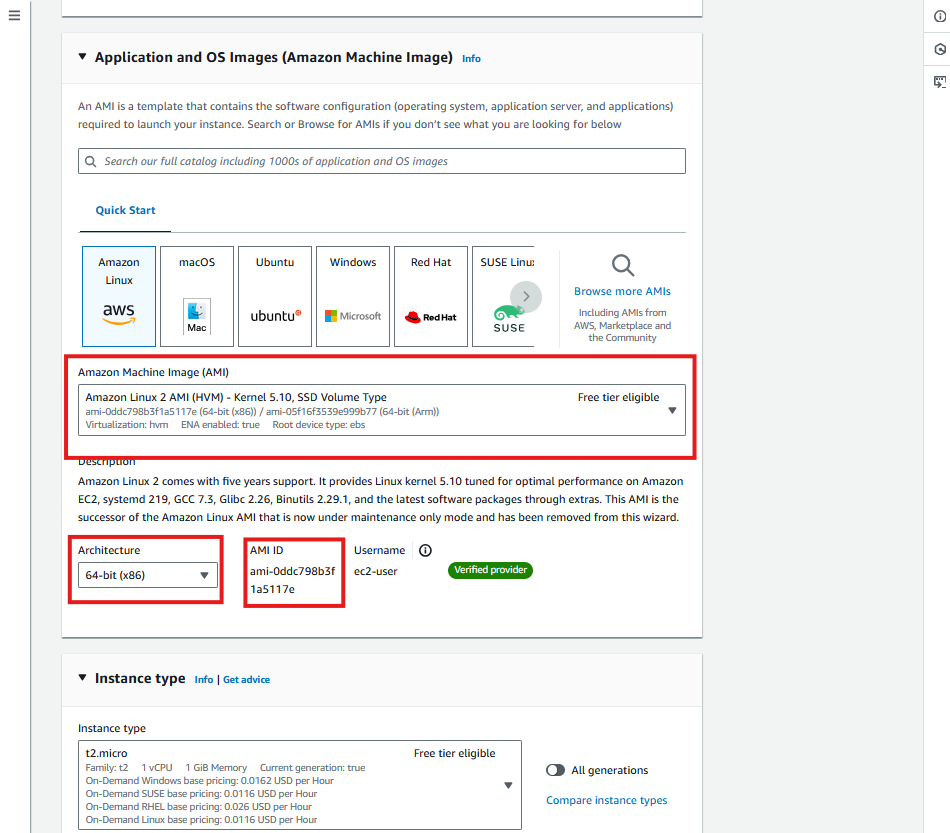 Application and OS Images (Amazon Machine Image) Info
An AMI is a template that contains the software configuration (operating system, application server, and applications)
required to launch your instance. Search or Browse for AMIs if you don't see what you are looking for below
Search our full catalog including 1000s of application and OS images
Quick Start
Amazon Linux
aws
macOS
Mac
Ubuntu
ubuntu
Windows
Microsoft
Red Hat
Red Hat
SUSE Linux
SUSE
Browse more AMIs
Including AMIs from
AWS, Marketplace and
the Community
Amazon Machine Image (AMI)
Amazon Linux 2 AMI (HVM) - Kernel 5.10, SSD Volume Type Free tier eligible
ami-0ddc798b3f1a5117e (64-bit (x86)) / ami-05f16f3539e999b77 (64-bit (Arm))
Virtualization: hvm ENA enabled: true Root device type: ebs
Description
Amazon Linux 2 comes with five years support. It provides Linux kernel 5.10 tuned for optimal performance on Amazon
EC2, systemd 219, GCC 7.3, Glibc 2.26, Binutils 2.29.1, and the latest software packages through extras. This AMI is the
successor of the Amazon Linux AMI that is now under maintenance only mode and has been removed from this wizard.
Architecture
64-bit (x86)
AMI ID
ami-0ddc798b3f
1a5117e
Username
ec2-user
Verified provider
Instance type Info | Get advice
Instance type
t2.micro Free tier eligible
Family: t2 1 vCPU 1 GiB Memory Current generation: true
On-Demand Windows base pricing: 0.0162 USD per Hour
On-Demand SUSE base pricing: 0.0116 USD per Hour
On-Demand RHEL base pricing: 0.026 USD per Hour
On-Demand Linux base pricing: 0.0116 USD per Hour
All generations
Compare instance types